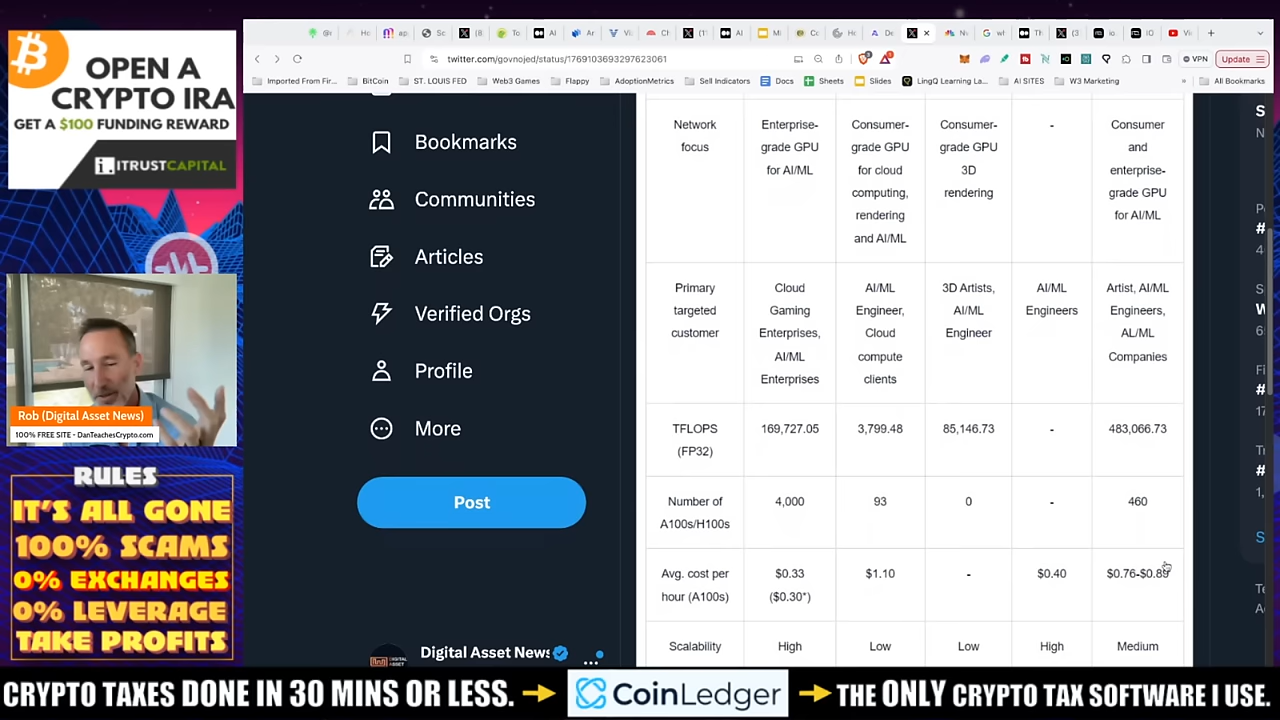 OPEN A
CRYPTO IRA
GET A $100 FUNDING REWARD
i. ITRUSTCAPITAL
Rob (Digital Asset News)
100% FREE SITE - DanTeachesCrypto.com
RULES
IT'S ALL GONE
100% SCAMS
0% EXCHANGES
0% LEVERAGE
TAKE PROFITS
twitter.com/govnojed/status/1769103693297623061
VPN
Update
Imported From Fir...
BitCoin
ST. LOUIS FED
Web3 Games
Flappy
AdoptionMetrics
Sell Indicators
Docs
Sheets
Slides
LingQ Learning La...
AI SITES
W3 Marketing
»
All Bookmarks
Bookmarks
Communities
Articles
Verified Orgs
Profile
More
Post
Digital Asset News
Network
focus
Enterprise-
grade GPU
for AI/ML
Consumer-
grade GPU
for cloud
computing,
rendering
and AI/ML
Consumer-
grade GPU
3D
rendering
-
Consumer
and
enterprise-
grade GPU
for AI/ML
Primary
targeted
customer
Cloud
Gaming
Enterprises,
AI/ML
Enterprises
AI/ML
Engineer,
Cloud
compute
clients
3D Artists,
AI/ML
Engineer
AI/ML
Engineers
Artist, AI/ML
Engineers,
AL/ML
Companies
TFLOPS
(FP32)
169,727.05
3,799.48
85,146.73
-
483,066.73
Number of
A100s/H100s
4,000
93
0
-
460
Avg. cost per
hour (A100s)
$0.33
($0.30*)
$1.10
-
$0.40
$0.76-$0.89
Scalability
High
Low
Low
High
Medium
CRYPTO TAXES DONE IN 30 MINS OR LESS.
CoinLedger
THE ONLY CRYPTO TAX SOFTWARE I USE.